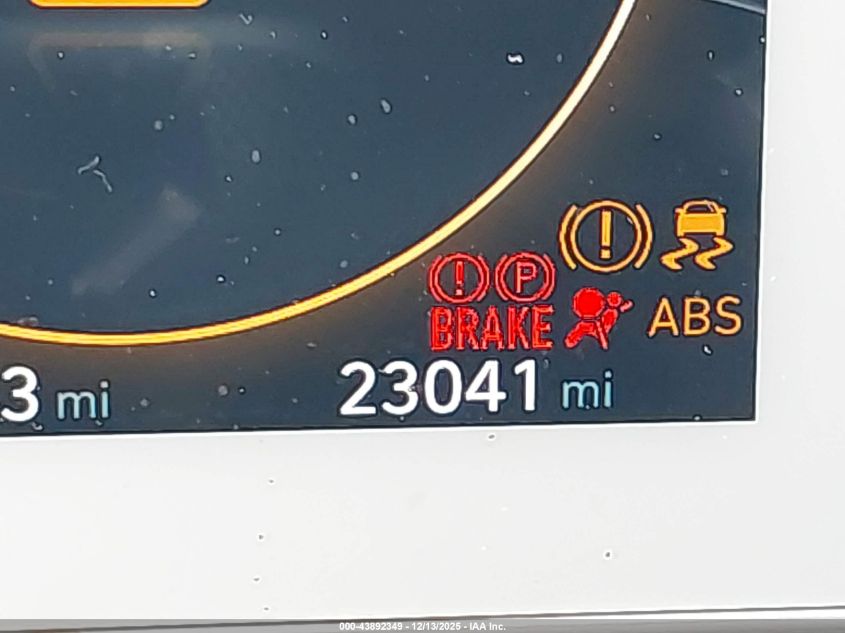 ! ! P
BRAKE ABS
3 mi 23041 mi
000-43892349 - 12/13/2025 - IAA Inc.